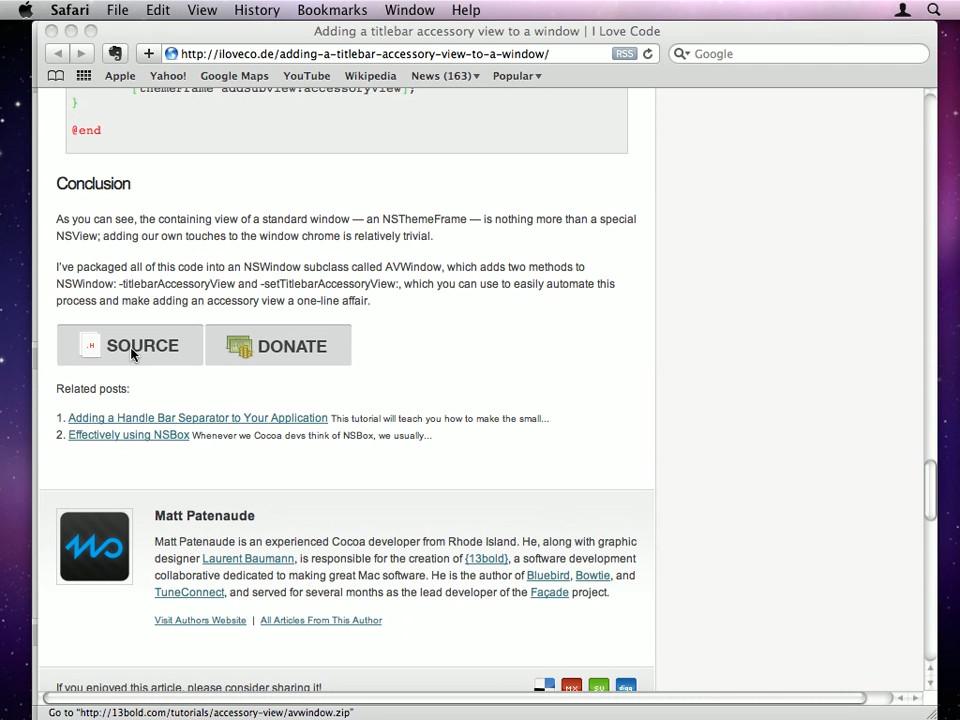 Safari File Edit View History Bookmarks Window Help
Adding a titlebar accessory view to a window | I Love Code
http://iloveco.de/adding-a-titlebar-accessory-view-to-a-window/ RSS Google
Apple Yahoo! Google Maps YouTube Wikipedia News (163)▾ Popular▾
[themeFrame addSubview:accessoryView];
}
@end
Conclusion
As you can see, the containing view of a standard window — an NSThemeFrame — is nothing more than a special
NSView; adding our own touches to the window chrome is relatively trivial.
I've packaged all of this code into an NSWindow subclass called AVWindow, which adds two methods to
NSWindow: -titlebarAccessoryView and -setTitlebarAccessoryView:, which you can use to easily automate this
process and make adding an accessory view a one-line affair.
.H SOURCE DONATE
Related posts:
1. Adding a Handle Bar Separator to Your Application This tutorial will teach you how to make the small...
2. Effectively using NSBox Whenever we Cocoa devs think of NSBox, we usually...
Matt Patenaude
Matt Patenaude is an experienced Cocoa developer from Rhode Island. He, along with graphic
designer Laurent Baumann, is responsible for the creation of {13bold}, a software development
collaborative dedicated to making great Mac software. He is the author of Bluebird, Bowtie, and
TuneConnect, and served for several months as the lead developer of the Façade project.
Visit Authors Website | All Articles From This Author
If you enjoyed this article, please consider sharing it!
Go to "http://13bold.com/tutorials/accessory-view/avwindow.zip"